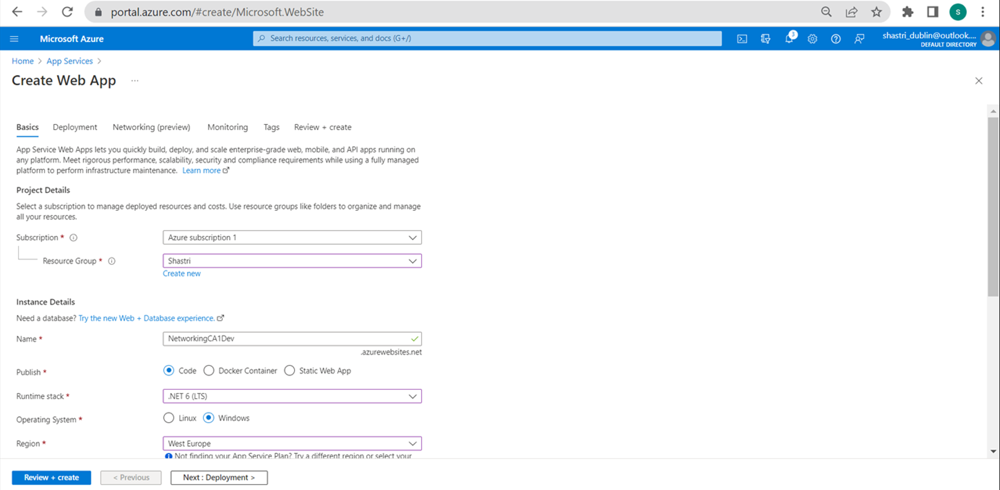 portal.azure.com/#create/Microsoft.WebSite
S
Microsoft Azure
Search resources, services, and docs (G+/)
3
shastri_dublin@outlook....
DEFAULT DIRECTORY
Home > App Services >
Create Web App ...
Basics Deployment Networking (preview) Monitoring Tags Review + create
App Service Web Apps lets you quickly build, deploy, and scale enterprise-grade web, mobile, and API apps running on
any platform. Meet rigorous performance, scalability, security and compliance requirements while using a fully managed
platform to perform infrastructure maintenance. Learn more
Project Details
Select a subscription to manage deployed resources and costs. Use resource groups like folders to organize and manage
all your resources.
Subscription * Azure subscription 1
Resource Group * Shastri
Create new
Instance Details
Need a database? Try the new Web + Database experience.
Name * NetworkingCA1Dev
.azurewebsites.net
Publish * Code Docker Container Static Web App
Runtime stack * .NET 6 (LTS)
Operating System * Linux Windows
Region * West Europe
Not finding your App Service Plan? Try a different region or select your
Review + create < Previous Next : Deployment >